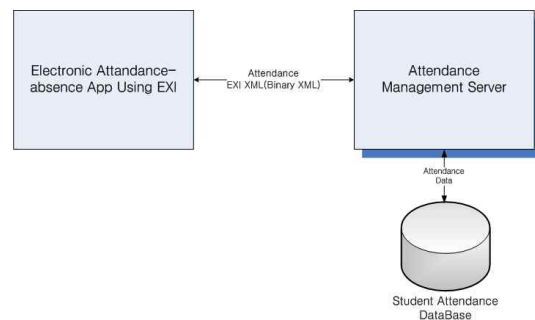 Electronic Attandance-
absence App Using EXI
Attendance
EXI XML(Binary XML)
Attendance
Management Server
Attendance
Data
Student Attendance
DataBase